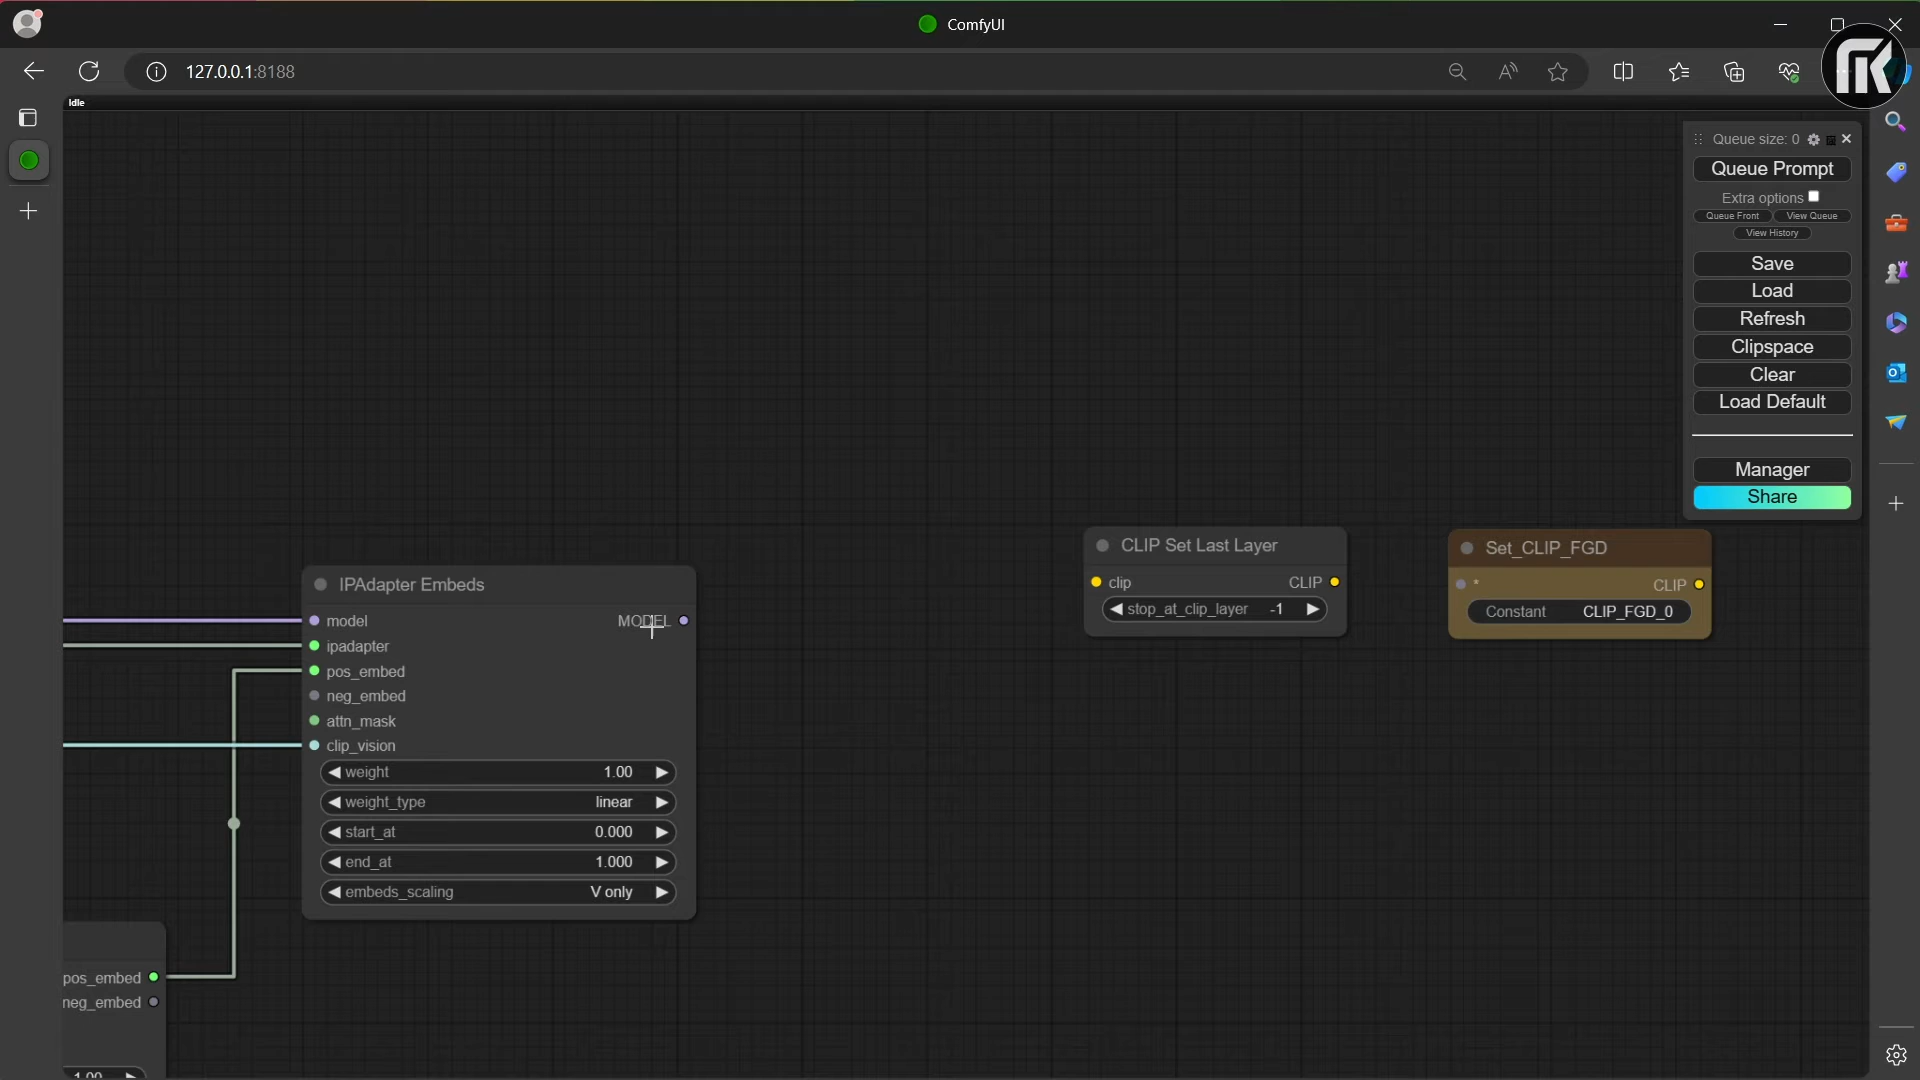 ComfyUI
127.0.0.1:8188
Idle
Queue size: 0
Queue Prompt
Extra options
Queue Front View Queue
View History
Save
Load
Refresh
Clipspace
Clear
Load Default
Manager
Share
CLIP Set Last Layer
clip CLIP
stop_at_clip_layer -1
Set_CLIP_FGD
* CLIP
Constant CLIP_FGD_0
IPAdapter Embeds
model MODEL
ipadapter
pos_embed
neg_embed
attn_mask
clip_vision
weight 1.00
weight_type linear
start_at 0.000
end_at 1.000
embeds_scaling V only
pos_embed
neg_embed
1.00